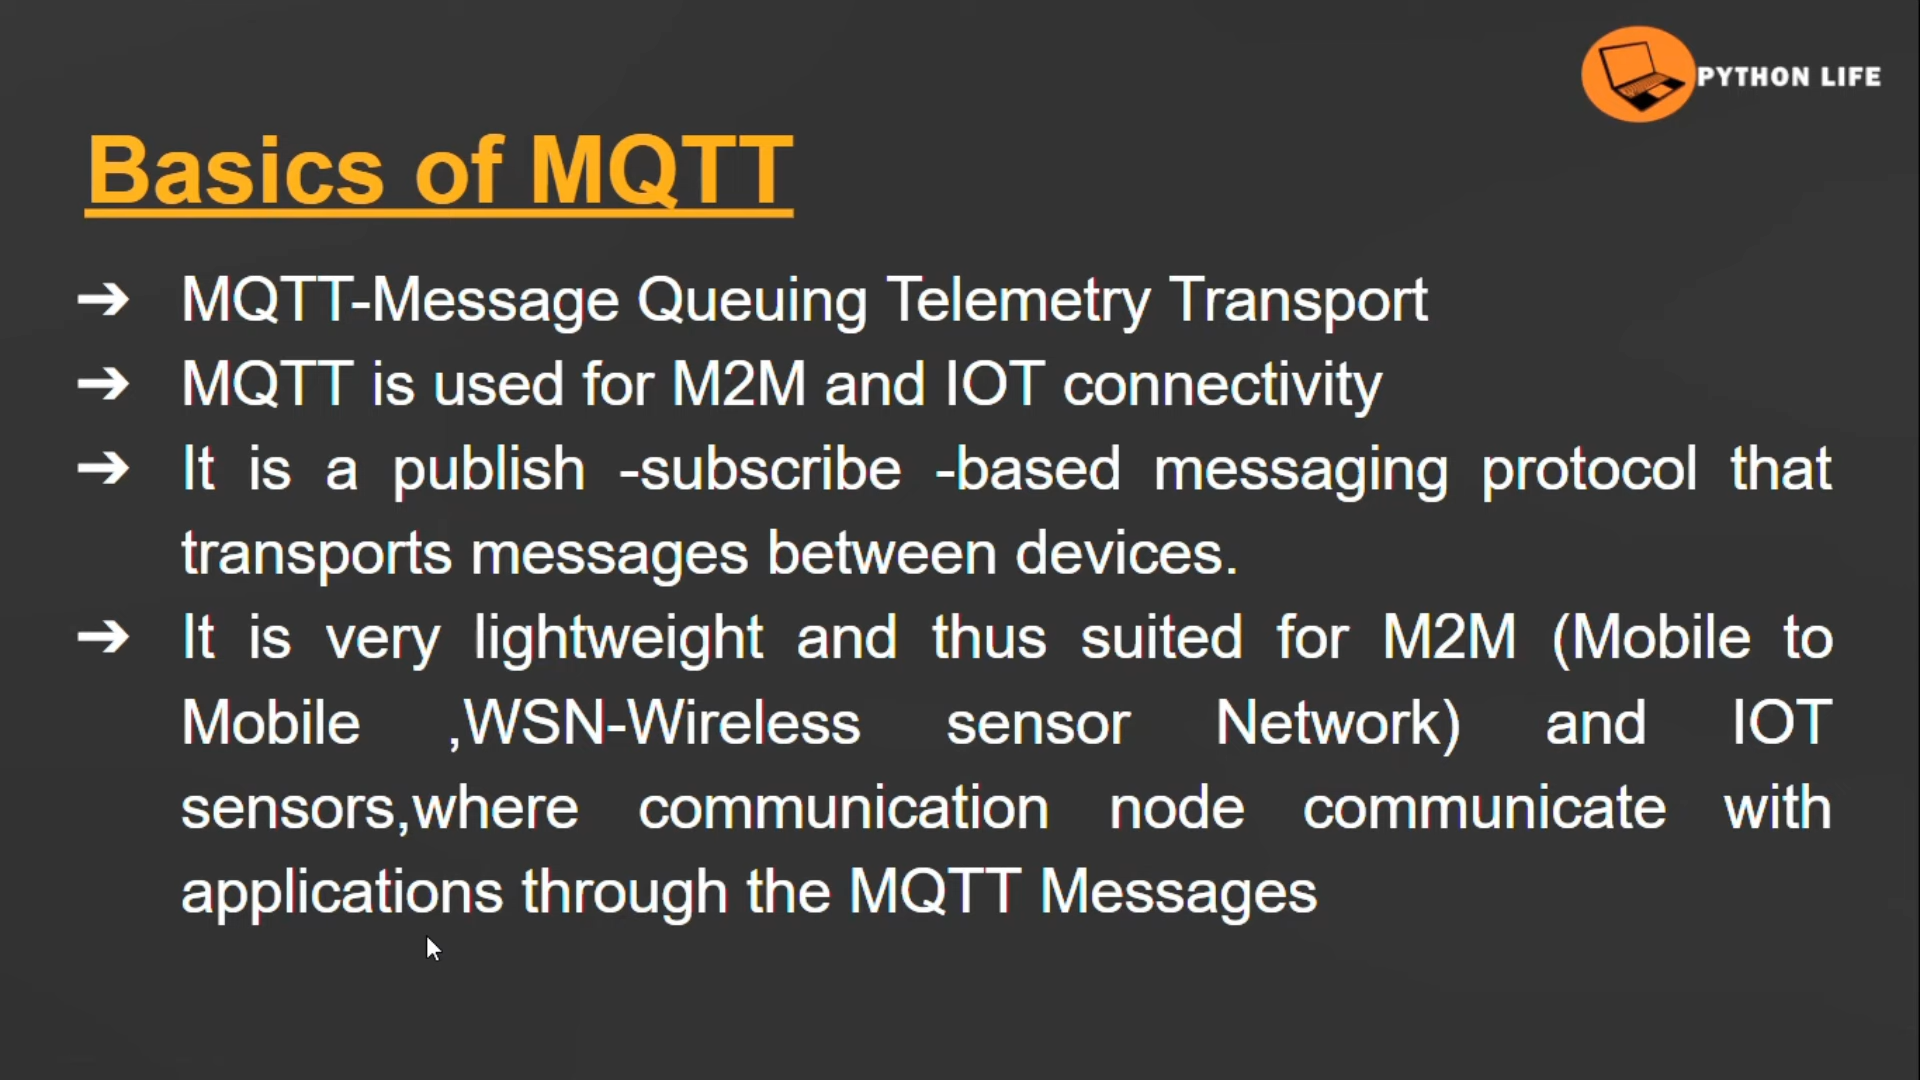 PYTHON LIFE
Basics of MQTT
➔ MQTT-Message Queuing Telemetry Transport
➔ MQTT is used for M2M and IOT connectivity
➔ It is a publish -subscribe -based messaging protocol that
transports messages between devices.
➔ It is very lightweight and thus suited for M2M (Mobile to
Mobile ,WSN-Wireless sensor Network) and IOT
sensors,where communication node communicate with
applications through the MQTT Messages